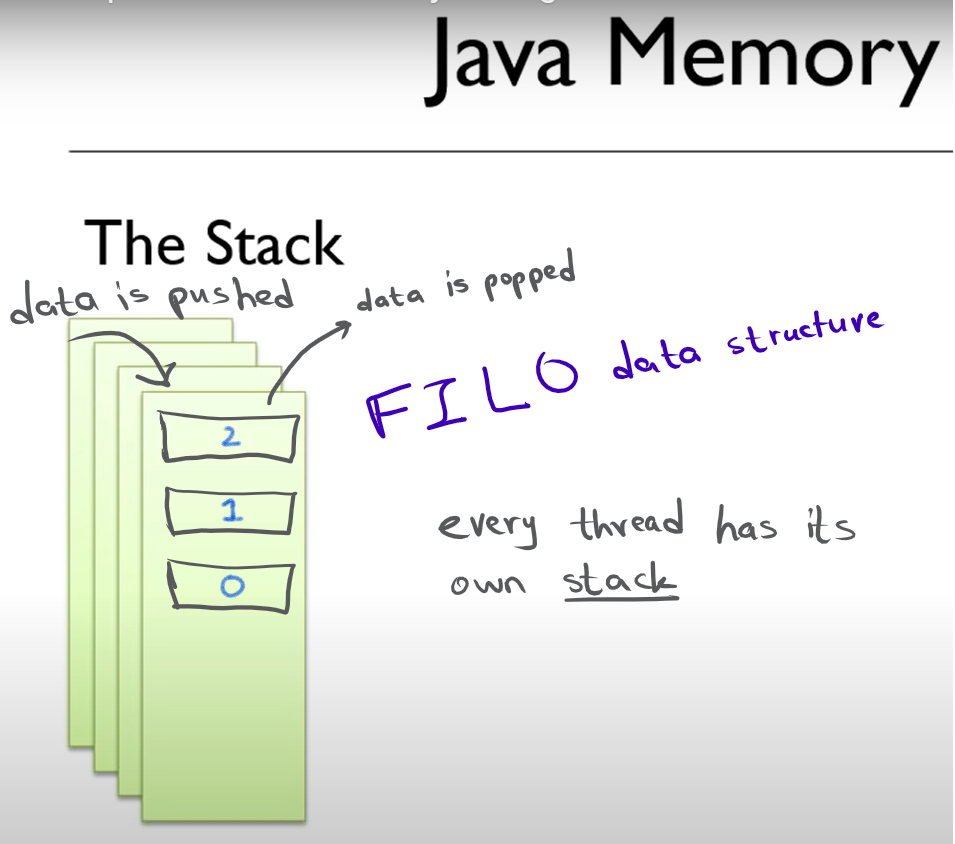 Java Memory
The Stack
data is pushed
data is popped
FILO data structure
2
1
0
every thread has its
own stack